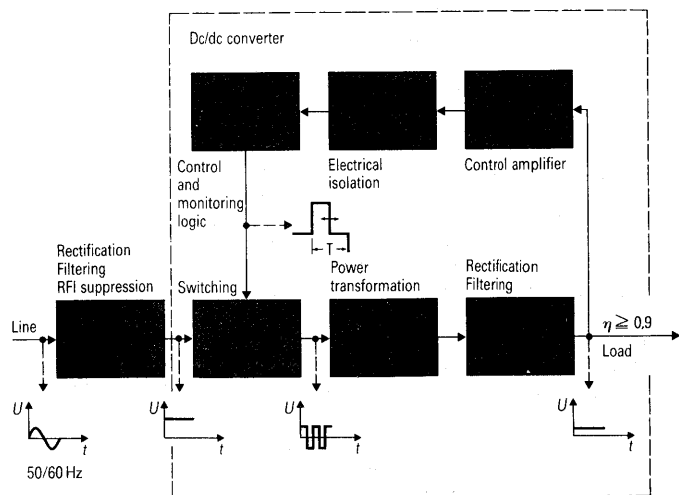 Dc/dc converter
Control
and
monitoring
logic
Electrical
isolation
Control amplifier
T
Rectification
Filtering
RFI suppression
Switching
Power
transformation
Rectification
Filtering
Line
η ≧ 0,9
Load
U
t
50/60 Hz
U
t
U
t
U
t